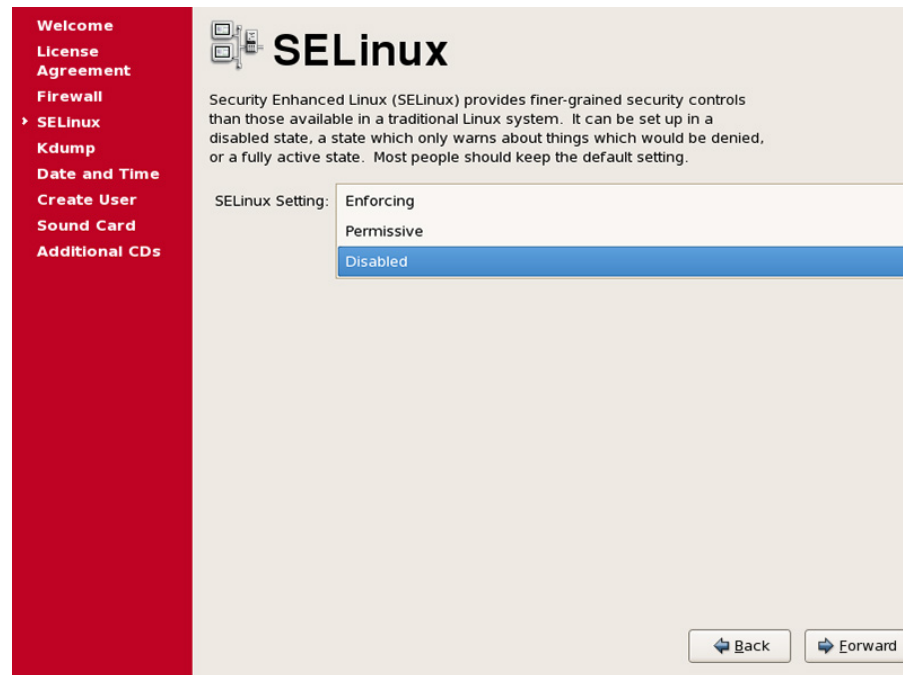 Welcome
License
Agreement
Firewall
SELinux
Kdump
Date and Time
Create User
Sound Card
Additional CDs
SELinux
Security Enhanced Linux (SELinux) provides finer-grained security controls
than those available in a traditional Linux system. It can be set up in a
disabled state, a state which only warns about things which would be denied,
or a fully active state. Most people should keep the default setting.
SELinux Setting: Enforcing
Permissive
Disabled
Back Forward